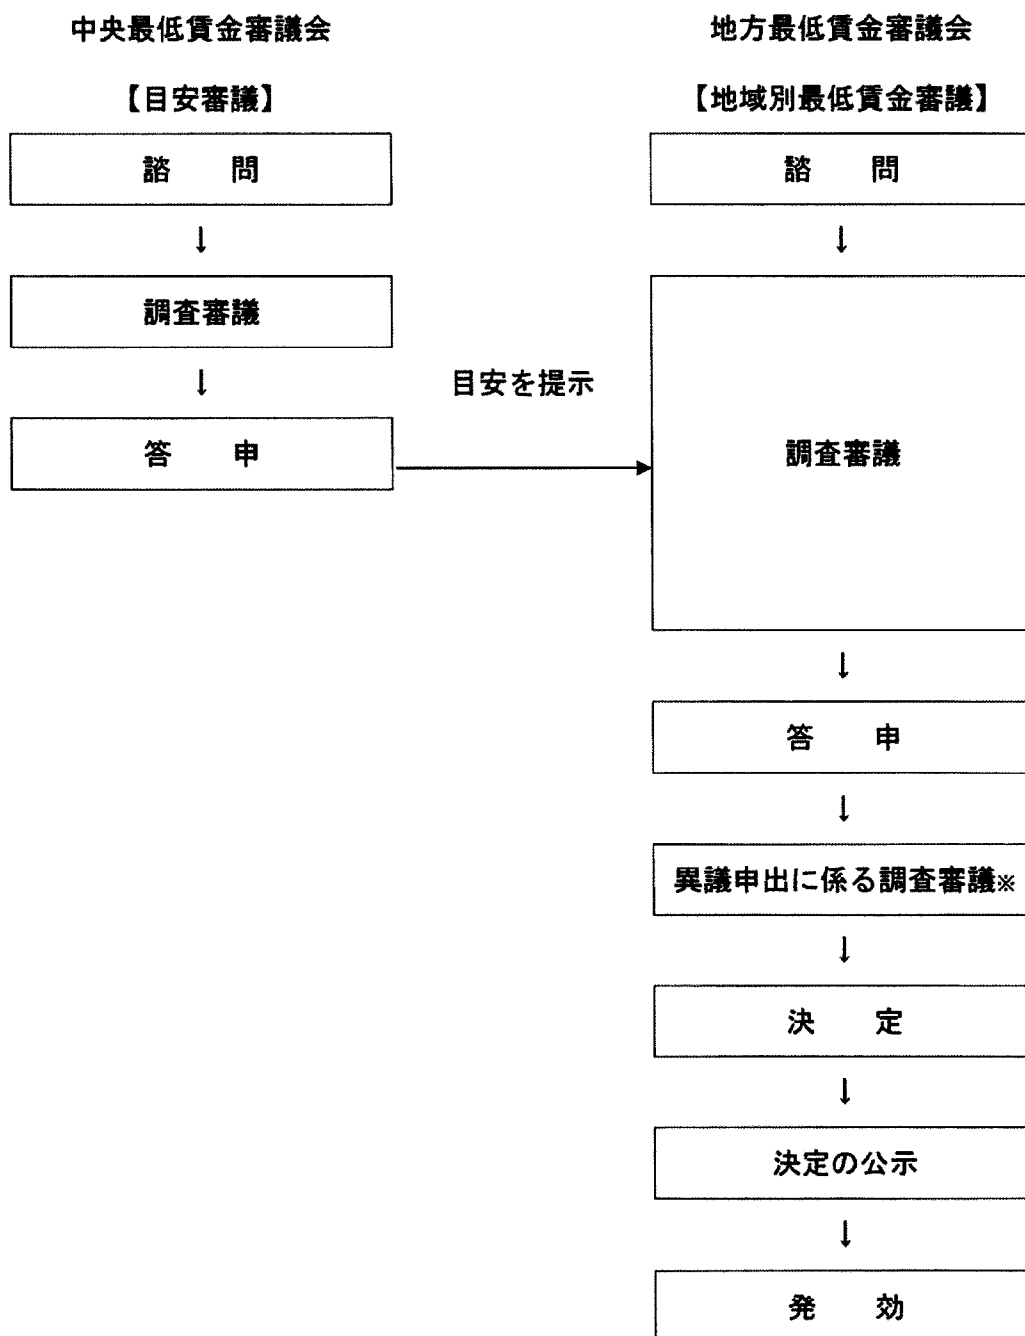 中央最低賃金審議会
【目安審議】
諮 問
↓
調査審議
↓
答 申
目安を提示
地方最低賃金審議会
【地域別最低賃金審議】
諮 問
↓
調査審議
↓
答 申
↓
異議申出に係る調査審議※
↓
決 定
↓
決定の公示
↓
発 効